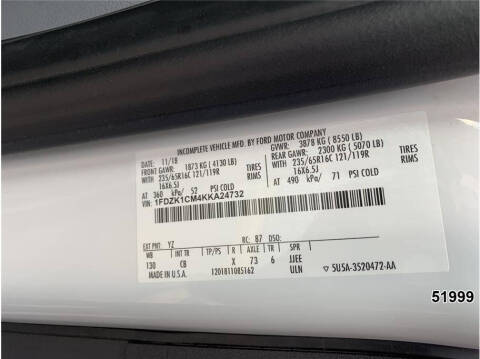 INCOMPLETE VEHICLE MFD. BY FORD MOTOR COMPANY
DATE: 11/18 GVWR: 3878 KG ( 8550 LB)
FRONT GAWR: 1873 KG ( 4130 LB) REAR GAWR: 2300 KG ( 5070 LB)
WITH 235/65R16C 121/119R TIRES WITH 235/65R16C 121/119R TIRES
16X6.5J RIMS 16X6.5J RIMS
AT 360 kPa/ 52 PSI COLD AT 490 kPa/ 71 PSI COLD
VIN: 1FDZK1CM4KKA24732
EXT PNT: YZ RC: B7 DSO:
WB INT TR TP/PS R AX TR SPR
130 CB X 73 6 JJEE
MADE IN U.S.A. 1201811085162 ULN ▽ 5U5A-3520472-AA
51999